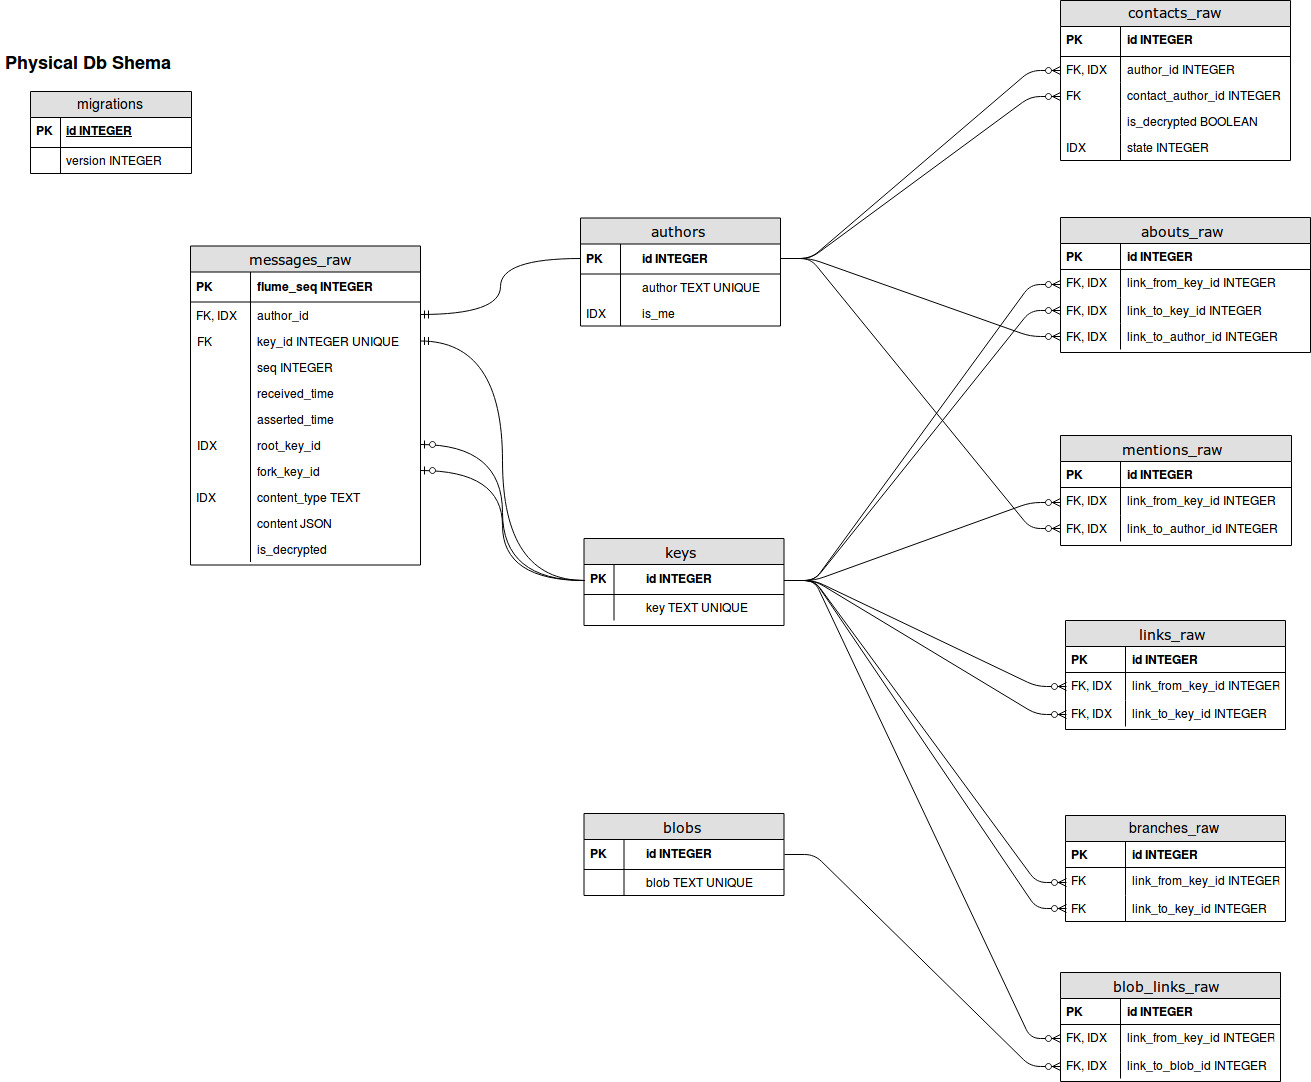 Physical Db Shema
migrations
PK id INTEGER
version INTEGER
messages_raw
PK flume_seq INTEGER
FK, IDX author_id
FK key_id INTEGER UNIQUE
seq INTEGER
received_time
asserted_time
IDX root_key_id
fork_key_id
IDX content_type TEXT
content JSON
is_decrypted
authors
PK id INTEGER
author TEXT UNIQUE
IDX is_me
keys
PK id INTEGER
key TEXT UNIQUE
blobs
PK id INTEGER
blob TEXT UNIQUE
contacts_raw
PK id INTEGER
FK, IDX author_id INTEGER
FK contact_author_id INTEGER
is_decrypted BOOLEAN
IDX state INTEGER
abouts_raw
PK id INTEGER
FK, IDX link_from_key_id INTEGER
FK, IDX link_to_key_id INTEGER
FK, IDX link_to_author_id INTEGER
mentions_raw
PK id INTEGER
FK, IDX link_from_key_id INTEGER
FK, IDX link_to_author_id INTEGER
links_raw
PK id INTEGER
FK, IDX link_from_key_id INTEGER
FK, IDX link_to_key_id INTEGER
branches_raw
PK id INTEGER
FK link_from_key_id INTEGER
FK link_to_key_id INTEGER
blob_links_raw
PK id INTEGER
FK, IDX link_from_key_id INTEGER
FK, IDX link_to_blob_id INTEGER